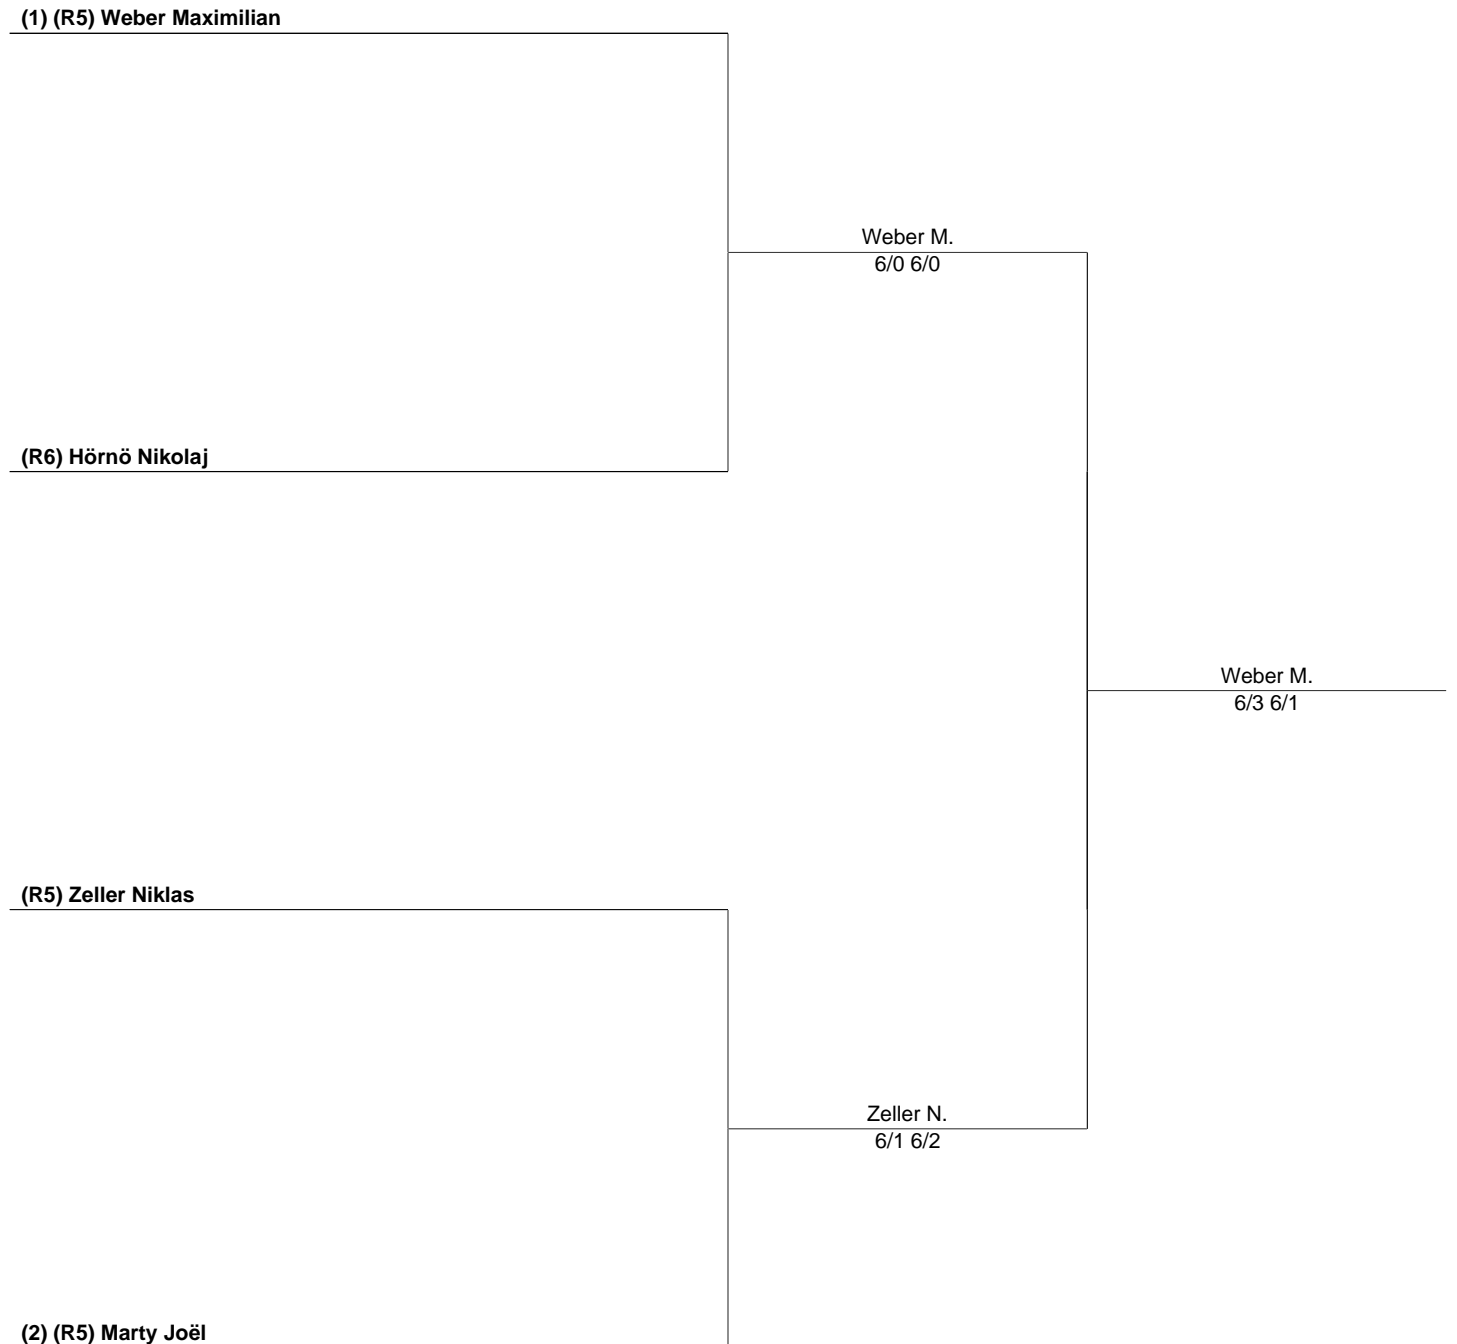 (1) (R5) Weber Maximilian
Weber M.
6/0 6/0
(R6) Hörnö Nikolaj
Weber M.
6/3 6/1
(R5) Zeller Niklas
Zeller N.
6/1 6/2
(2) (R5) Marty Joël